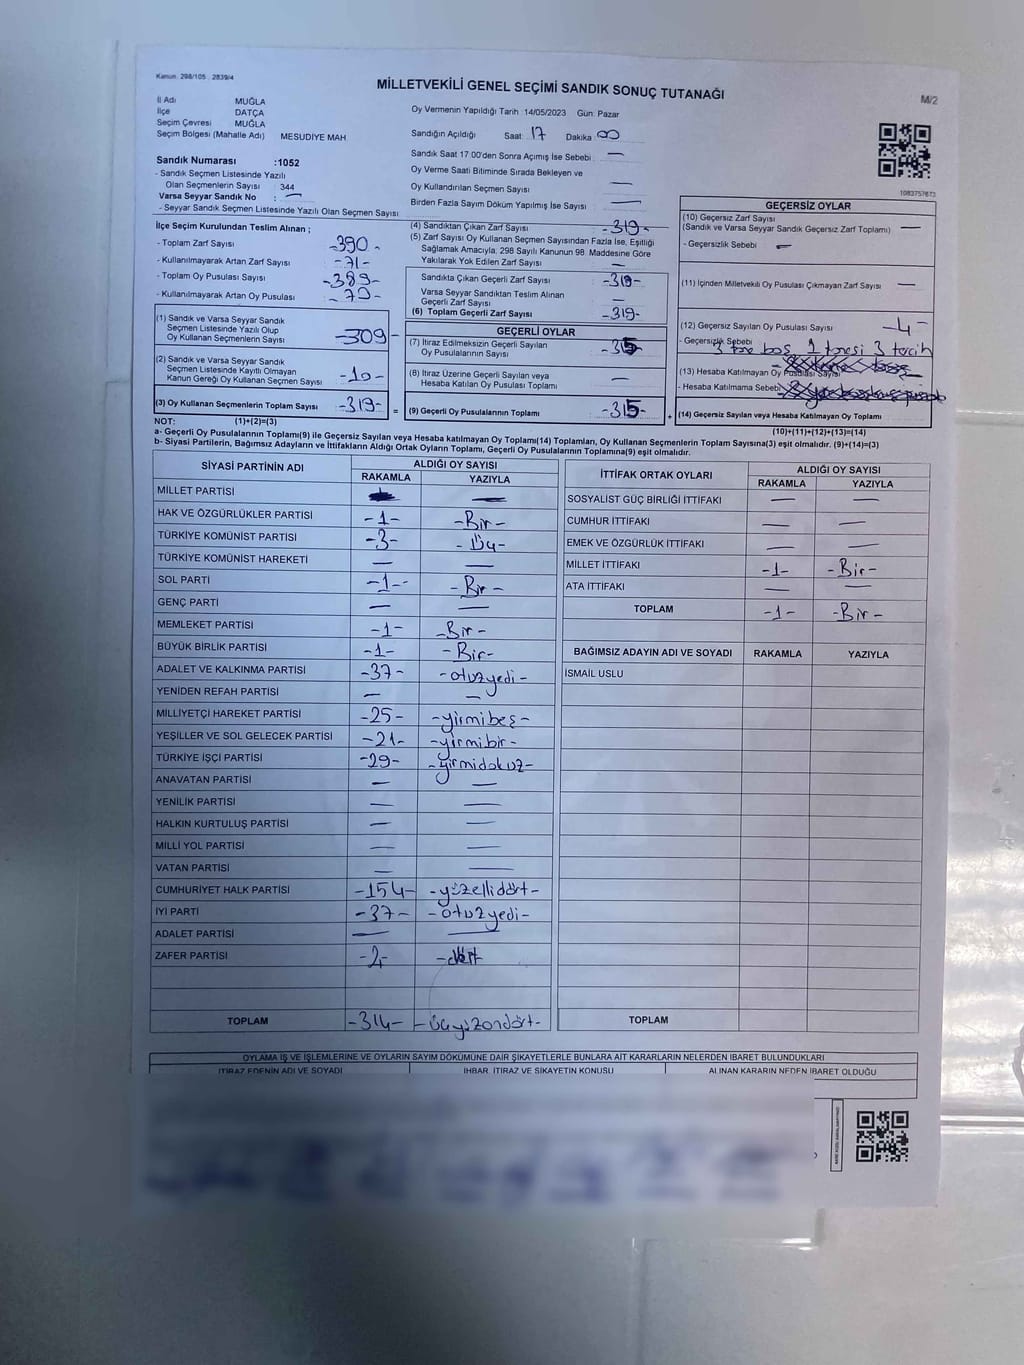 Kanun: 298/105 2839/4
MİLLETVEKİLİ GENEL SEÇİMİ SANDIK SONUÇ TUTANAĞI
M/2
İl Adı MUĞLA
İlçe DATÇA
Seçim Çevresi MUĞLA
Seçim Bölgesi (Mahalle Adı) MESUDİYE MAH
Sandık Numarası :1052
- Sandık Seçmen Listesinde Yazılı
Olan Seçmenlerin Sayısı 344
Varsa Seyyar Sandık No : —
- Seyyar Sandık Seçmen Listesinde Yazılı Olan Seçmen Sayısı
Oy Vermenin Yapıldığı Tarih 14/05/2023 Gün: Pazar
Sandığın Açıldığı Saat: 17 Dakika 00
Sandık Saat 17:00'den Sonra Açımış İse Sebebi —
Oy Verme Saati Bitiminde Sırada Bekleyen ve
Oy Kullandırılan Seçmen Sayısı —
Birden Fazla Sayım Döküm Yapılmış İse Sayısı —
1083757673
İlçe Seçim Kurulundan Teslim Alınan ;
- Toplam Zarf Sayısı -390-
- Kullanılmayarak Artan Zarf Sayısı -71-
- Toplam Oy Pusulası Sayısı -389-
- Kullanılmayarak Artan Oy Pusulası -70-
(1) Sandık ve Varsa Seyyar Sandık
Seçmen Listesinde Yazılı Olup
Oy Kullanan Seçmenlerin Sayısı -309-
(2) Sandık ve Varsa Seyyar Sandık
Seçmen Listesinde Kayıtlı Olmayan
Kanun Gereği Oy Kullanan Seçmen Sayısı -10-
(3) Oy Kullanan Seçmenlerin Toplam Sayısı -319-
(4) Sandıktan Çıkan Zarf Sayısı -319-
(5) Zarf Sayısı Oy Kullanan Seçmen Sayısından Fazla İse, Eşitliği
Sağlamak Amacıyla; 298 Sayılı Kanunun 98. Maddesine Göre
Yakılarak Yok Edilen Zarf Sayısı —
Sandıkta Çıkan Geçerli Zarf Sayısı -319-
Varsa Seyyar Sandıktan Teslim Alınan
Geçerli Zarf Sayısı —
(6) Toplam Geçerli Zarf Sayısı -319-
GEÇERLİ OYLAR
(7) İtiraz Edilmeksizin Geçerli Sayılan
Oy Pusulalarının Sayısı -315-
(8) İtiraz Üzerine Geçerli Sayılan veya
Hesaba Katılan Oy Pusulası Toplamı —
= (9) Geçerli Oy Pusulalarının Toplamı -315-
GEÇERSİZ OYLAR
(10) Geçersiz Zarf Sayısı
(Sandık ve Varsa Seyyar Sandık Geçersiz Zarf Toplamı) —
- Geçersizlik Sebebi —
(11) İçinden Milletvekili Oy Pusulası Çıkmayan Zarf Sayısı —
(12) Geçersiz Sayılan Oy Pusulası Sayısı -4-
- Geçersizlik Sebebi 3 tane boş 1 tanesi 3 tercih
(13) Hesaba Katılmayan Oy Pusulası Sayısı
- Hesaba Katılmama Sebebi
+ (14) Geçersiz Sayılan veya Hesaba Katılmayan Oy Toplamı
NOT: (1)+(2)=(3)
(10)+(11)+(12)+(13)=(14)
a- Geçerli Oy Pusulalarının Toplamı(9) ile Geçersiz Sayılan veya Hesaba katılmayan Oy Toplamı(14) Toplamları, Oy Kullanan Seçmenlerin Toplam Sayısına(3) eşit olmalıdır. (9)+(14)=(3)
b- Siyasi Partilerin, Bağımsız Adayların ve İttifakların Aldığı Ortak Oyların Toplamı, Geçerli Oy Pusulalarının Toplamına(9) eşit olmalıdır.
SİYASİ PARTİNİN ADI ALDIĞI OY SAYISI
RAKAMLA YAZIYLA
MİLLET PARTİSİ —
HAK VE ÖZGÜRLÜKLER PARTİSİ -1- -Bir-
TÜRKİYE KOMÜNİST PARTİSİ -3- -Üç-
TÜRKİYE KOMÜNİST HAREKETİ — —
SOL PARTİ -1- -Bir-
GENÇ PARTİ — —
MEMLEKET PARTİSİ -1- -Bir-
BÜYÜK BİRLİK PARTİSİ -1- -Bir-
ADALET VE KALKINMA PARTİSİ -37- -otuzyedi-
YENİDEN REFAH PARTİSİ — —
MİLLİYETÇİ HAREKET PARTİSİ -25- -yirmibeş-
YEŞİLLER VE SOL GELECEK PARTİSİ -21- -yirmibir-
TÜRKİYE İŞÇİ PARTİSİ -29- -yirmidokuz-
ANAVATAN PARTİSİ — —
YENİLİK PARTİSİ — —
HALKIN KURTULUŞ PARTİSİ — —
MİLLİ YOL PARTİSİ — —
VATAN PARTİSİ — —
CUMHURİYET HALK PARTİSİ -154- -yüzellidört-
İYİ PARTİ -37- -otuzyedi-
ADALET PARTİSİ — —
ZAFER PARTİSİ -dört
TOPLAM -314- -üçyüzondört-
İTTİFAK ORTAK OYLARI ALDIĞI OY SAYISI
RAKAMLA YAZIYLA
SOSYALİST GÜÇ BİRLİĞİ İTTİFAKI — —
CUMHUR İTTİFAKI — —
EMEK VE ÖZGÜRLÜK İTTİFAKI — —
MİLLET İTTİFAKI -1- -Bir-
ATA İTTİFAKI — —
TOPLAM -1- -Bir-
BAĞIMSIZ ADAYIN ADI VE SOYADI RAKAMLA YAZIYLA
İSMAİL USLU
TOPLAM
OYLAMA İŞ VE İŞLEMLERİNE VE OYLARIN SAYIM DÖKÜMÜNE DAİR ŞİKAYETLERLE BUNLARA AİT KARARLARIN NELERDEN İBARET BULUNDUKLARI
İTİRAZ EDENİN ADI VE SOYADI İHBAR, İTİRAZ VE ŞİKAYETİN KONUSU ALINAN KARARIN NEDEN İBARET OLDUĞU